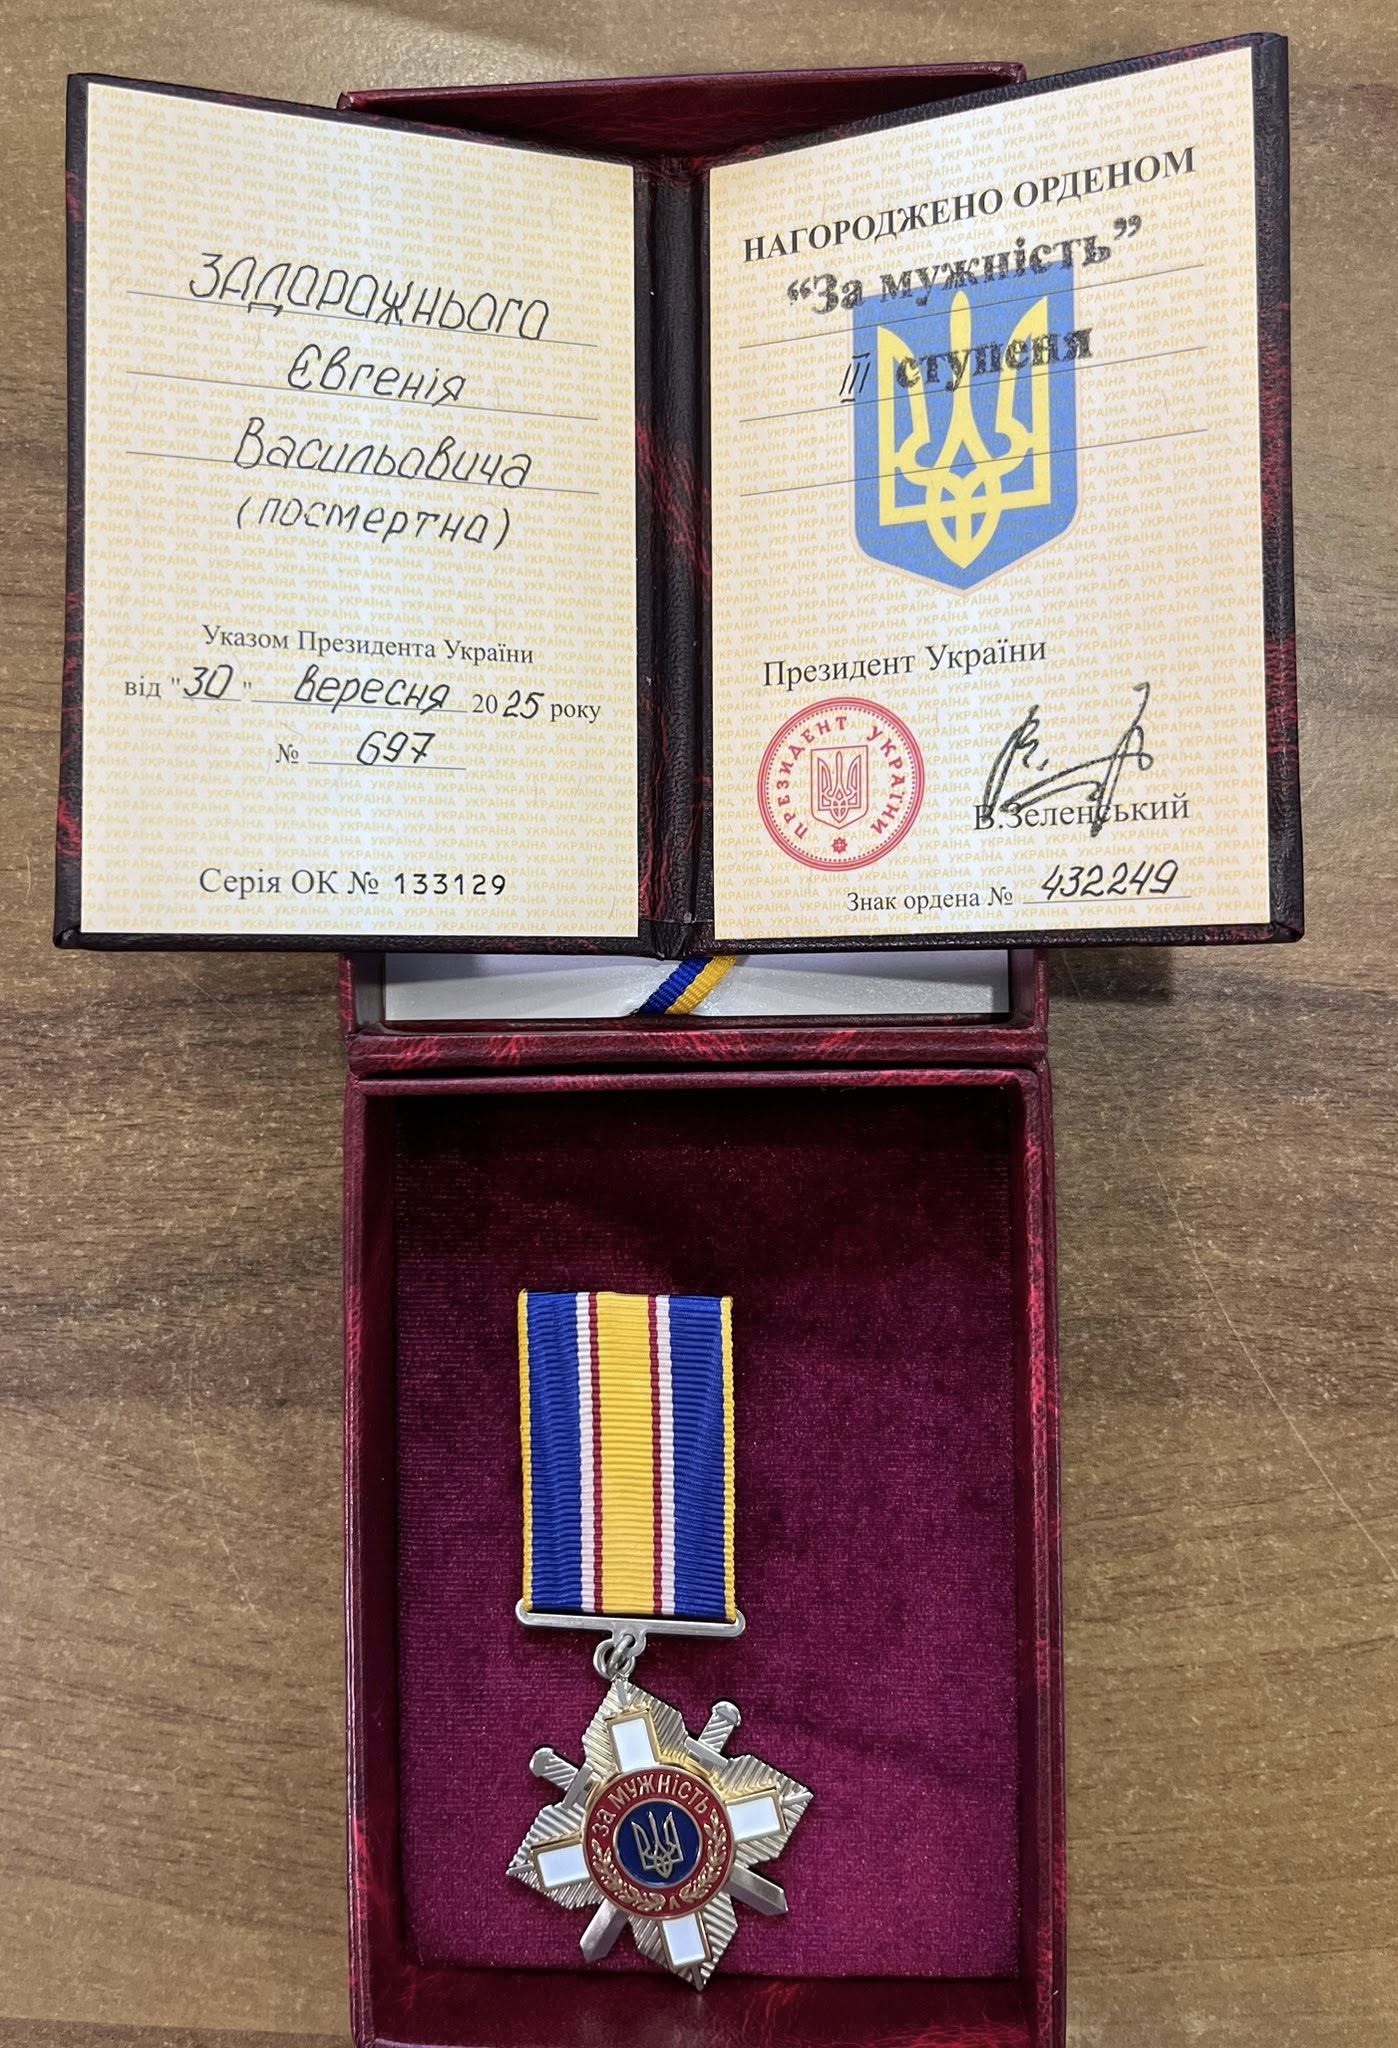 ЗАДОРОЖНЬОГО
Євгенія
Васильовича
(посмертно)
Указом Президента України
від "30" вересня 2025 року
№ 697
Серія ОК № 133129
НАГОРОДЖЕНО ОРДЕНОМ
“За мужність”
III ступеня
Президент України
ПРЕЗИДЕНТ УКРАЇНИ
В.Зеленський
Знак ордена № 432249
ЗА МУЖНІСТЬ